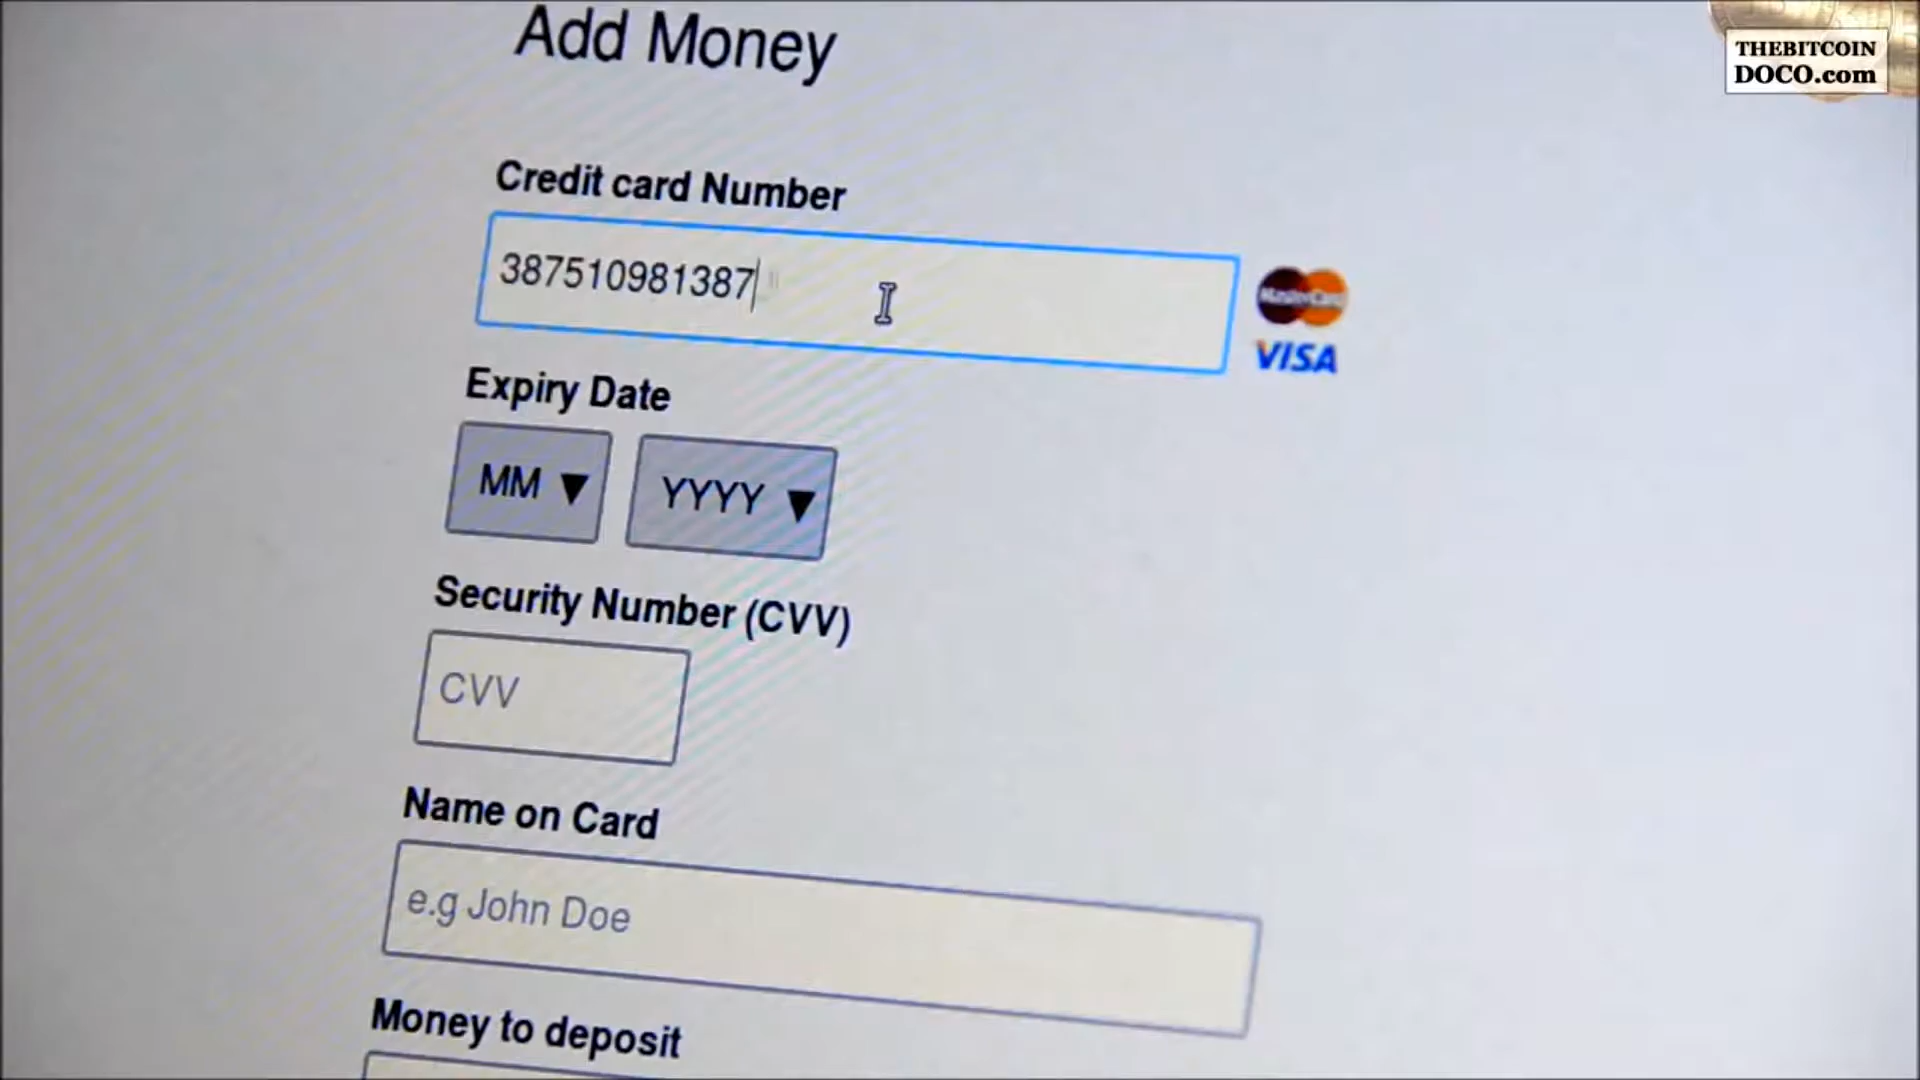 Add Money
THEBITCOIN
DOCO.com
Credit card Number
387510981387
MasterCard
VISA
Expiry Date
MM ▼ YYYY ▼
Security Number (CVV)
CVV
Name on Card
e.g John Doe
Money to deposit